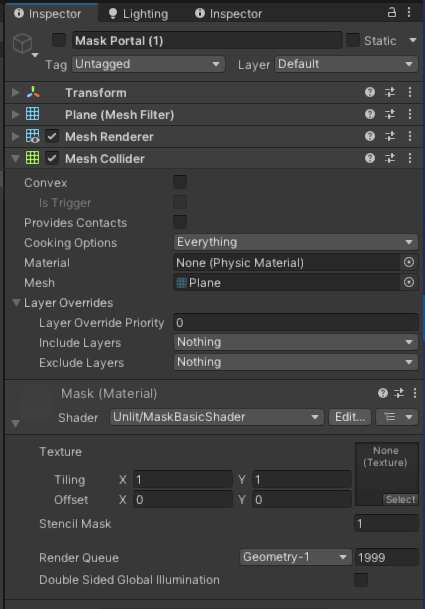 Inspector Lighting Inspector
Mask Portal (1) Static
Tag Untagged Layer Default
Transform
Plane (Mesh Filter)
Mesh Renderer
Mesh Collider
Convex
Is Trigger
Provides Contacts
Cooking Options Everything
Material None (Physic Material)
Mesh Plane
Layer Overrides
Layer Override Priority 0
Include Layers Nothing
Exclude Layers Nothing
Mask (Material)
Shader Unlit/MaskBasicShader Edit...
Texture None
(Texture)
Tiling X 1 Y 1
Offset X 0 Y 0 Select
Stencil Mask 1
Render Queue Geometry-1 1999
Double Sided Global Illumination